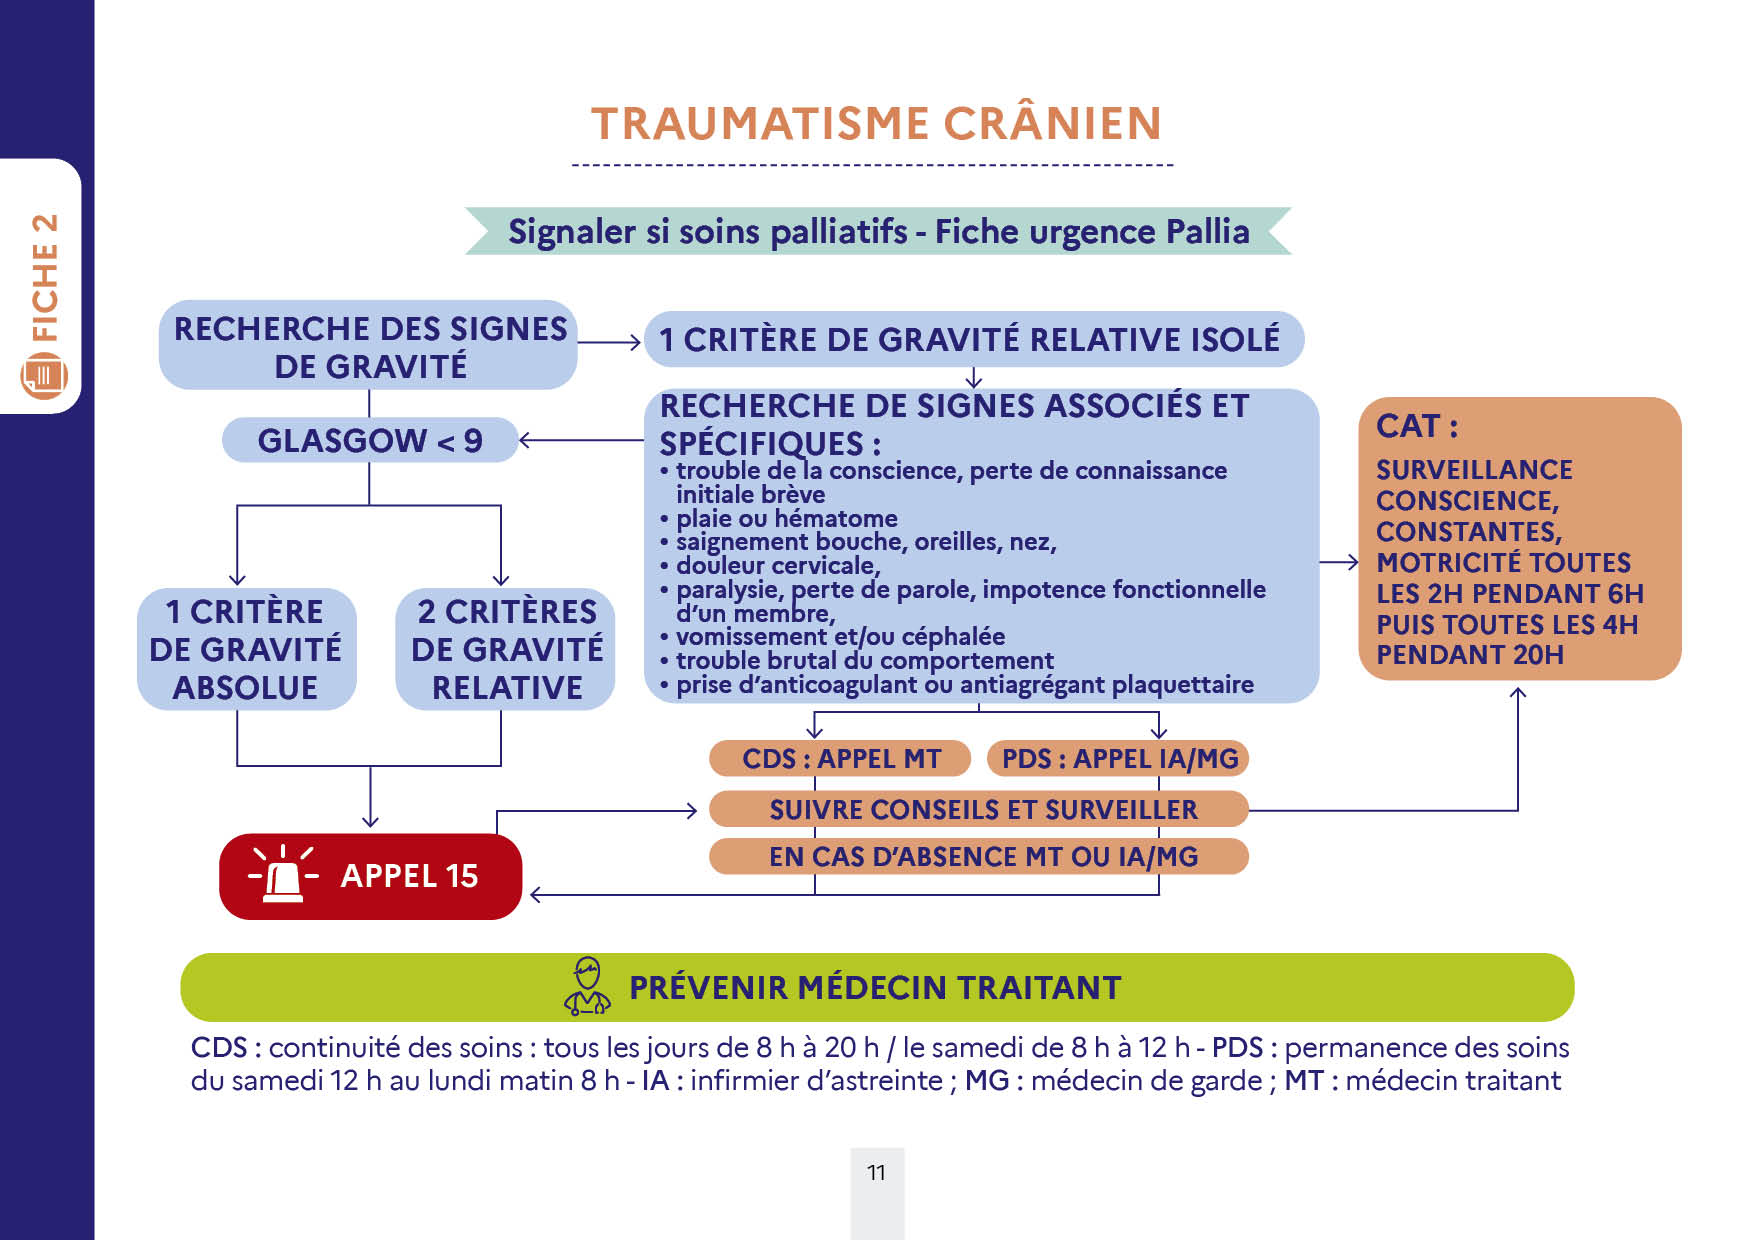 FICHE 2
TRAUMATISME CRÂNIEN
Signaler si soins palliatifs - Fiche urgence Pallia
RECHERCHE DES SIGNES
DE GRAVITÉ
1 CRITÈRE DE GRAVITÉ RELATIVE ISOLÉ
GLASGOW < 9
RECHERCHE DE SIGNES ASSOCIÉS ET
SPÉCIFIQUES :
• trouble de la conscience, perte de connaissance
initiale brève
• plaie ou hématome
• saignement bouche, oreilles, nez,
• douleur cervicale,
• paralysie, perte de parole, impotence fonctionnelle
d'un membre,
• vomissement et/ou céphalée
• trouble brutal du comportement
• prise d'anticoagulant ou antiagrégant plaquettaire
CAT :
SURVEILLANCE
CONSCIENCE,
CONSTANTES,
MOTRICITÉ TOUTES
LES 2H PENDANT 6H
PUIS TOUTES LES 4H
PENDANT 20H
1 CRITÈRE
DE GRAVITÉ
ABSOLUE
2 CRITÈRES
DE GRAVITÉ
RELATIVE
CDS : APPEL MT
PDS : APPEL IA/MG
SUIVRE CONSEILS ET SURVEILLER
EN CAS D'ABSENCE MT OU IA/MG
APPEL 15
PRÉVENIR MÉDECIN TRAITANT
CDS : continuité des soins : tous les jours de 8 h à 20 h / le samedi de 8 h à 12 h - PDS : permanence des soins
du samedi 12 h au lundi matin 8 h - IA : infirmier d'astreinte ; MG : médecin de garde ; MT : médecin traitant
11